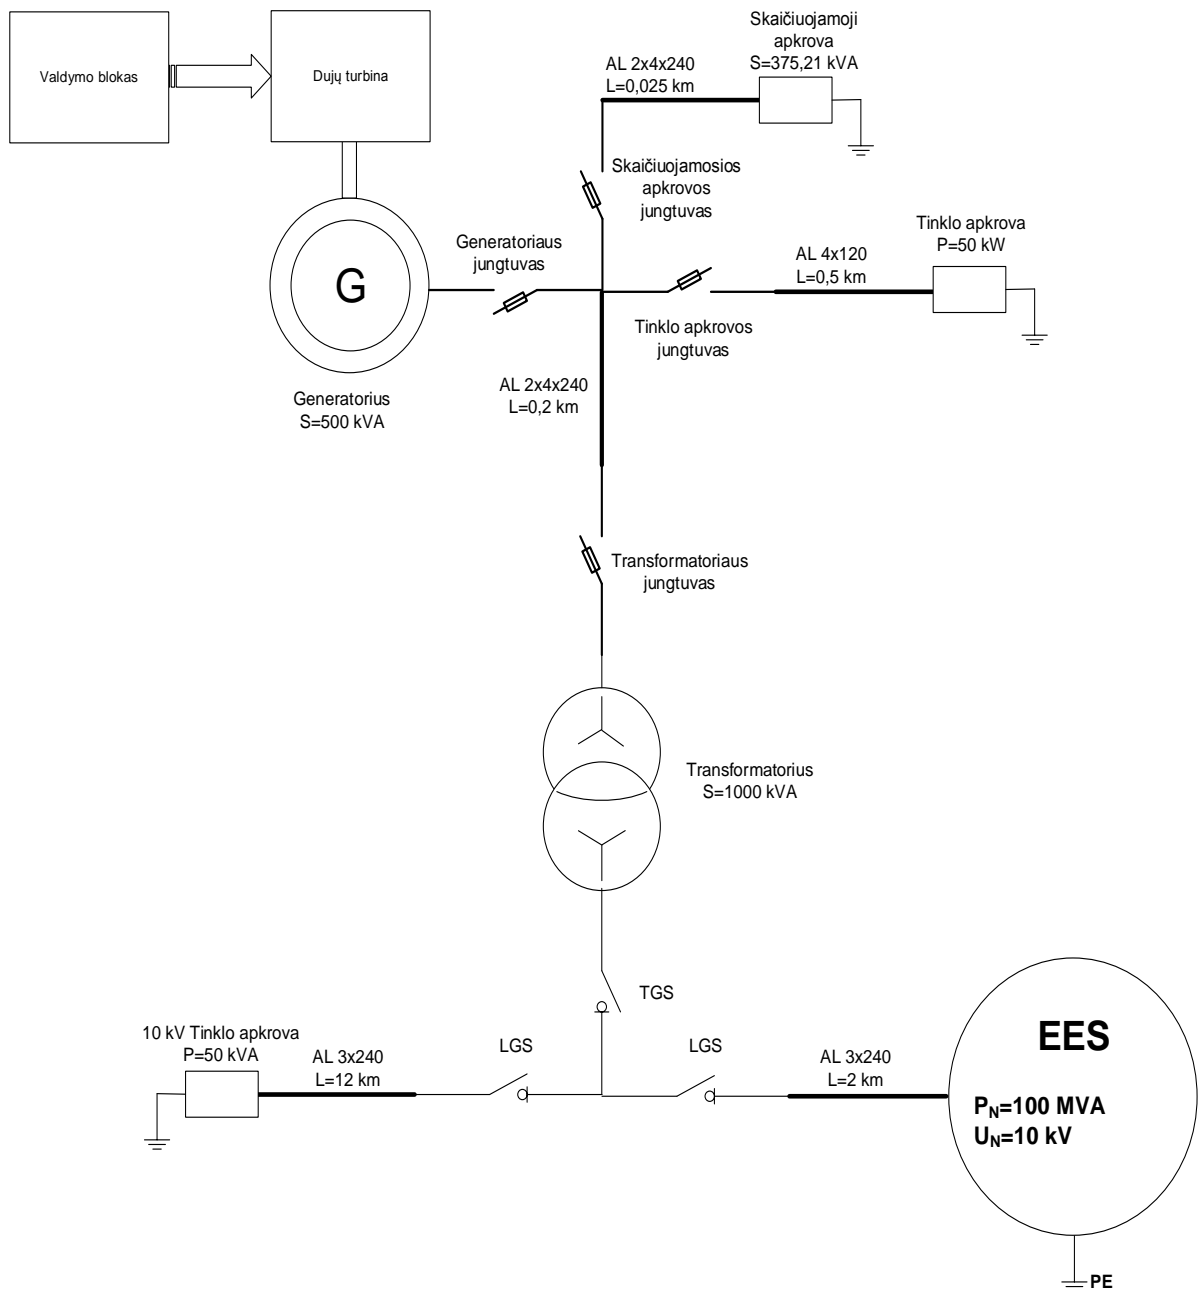 Valdymo blokas
Dujų turbina
Skaičiuojamoji
apkrova
S=375,21 kVA
AL 2x4x240
L=0,025 km
Skaičiuojamosios
apkrovos
jungtuvas
Generatoriaus
jungtuvas
G
Tinklo apkrova
P=50 kW
AL 4x120
L=0,5 km
Tinklo apkrovos
jungtuvas
AL 2x4x240
L=0,2 km
Generatorius
S=500 kVA
Transformatoriaus
jungtuvas
Transformatorius
S=1000 kVA
TGS
10 kV Tinklo apkrova
P=50 kVA
AL 3x240
L=12 km
LGS
LGS
AL 3x240
L=2 km
EES
PN=100 MVA
UN=10 kV
PE